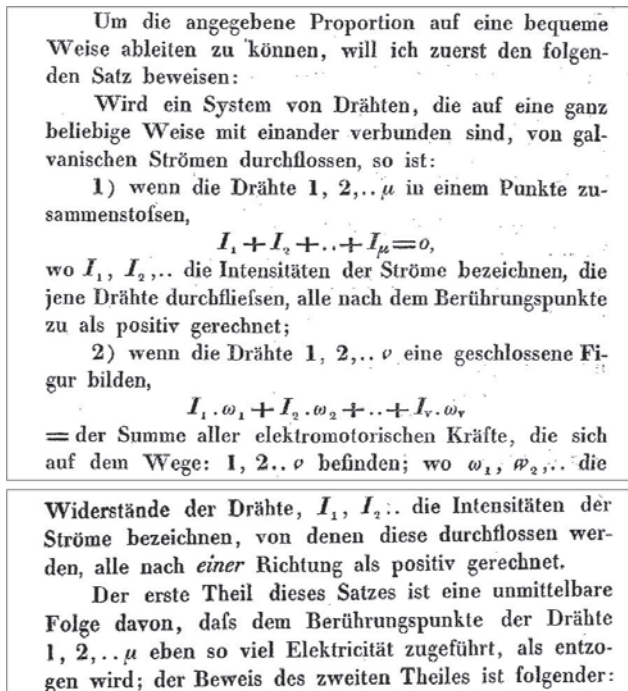 Um die angegebene Proportion auf eine bequeme
Weise ableiten zu können, will ich zuerst den folgen-
den Satz beweisen:
Wird ein System von Drähten, die auf eine ganz
beliebige Weise mit einander verbunden sind, von gal-
vanischen Strömen durchflossen, so ist:
1) wenn die Drähte 1, 2,.. μ in einem Punkte zu-
sammenstofsen,
I₁+I₂+..+I_μ=o,
wo I₁, I₂,.. die Intensitäten der Ströme bezeichnen, die
jene Drähte durchfliefsen, alle nach dem Berührungspunkte
zu als positiv gerechnet;
2) wenn die Drähte 1, 2,.. ν eine geschlossene Fi-
gur bilden,
I₁.ω₁+I₂.ω₂+..+I_ν.ω_ν
= der Summe aller elektromotorischen Kräfte, die sich
auf dem Wege: 1, 2.. ν befinden; wo ω₁, ω₂,.. die
Widerstände der Drähte, I₁, I₂.. die Intensitäten der
Ströme bezeichnen, von denen diese durchflossen wer-
den, alle nach einer Richtung als positiv gerechnet.
Der erste Theil dieses Satzes ist eine unmittelbare
Folge davon, dafs dem Berührungspunkte der Drähte
1, 2,.. μ eben so viel Elektricität zugeführt, als entzo-
gen wird; der Beweis des zweiten Theiles ist folgender: